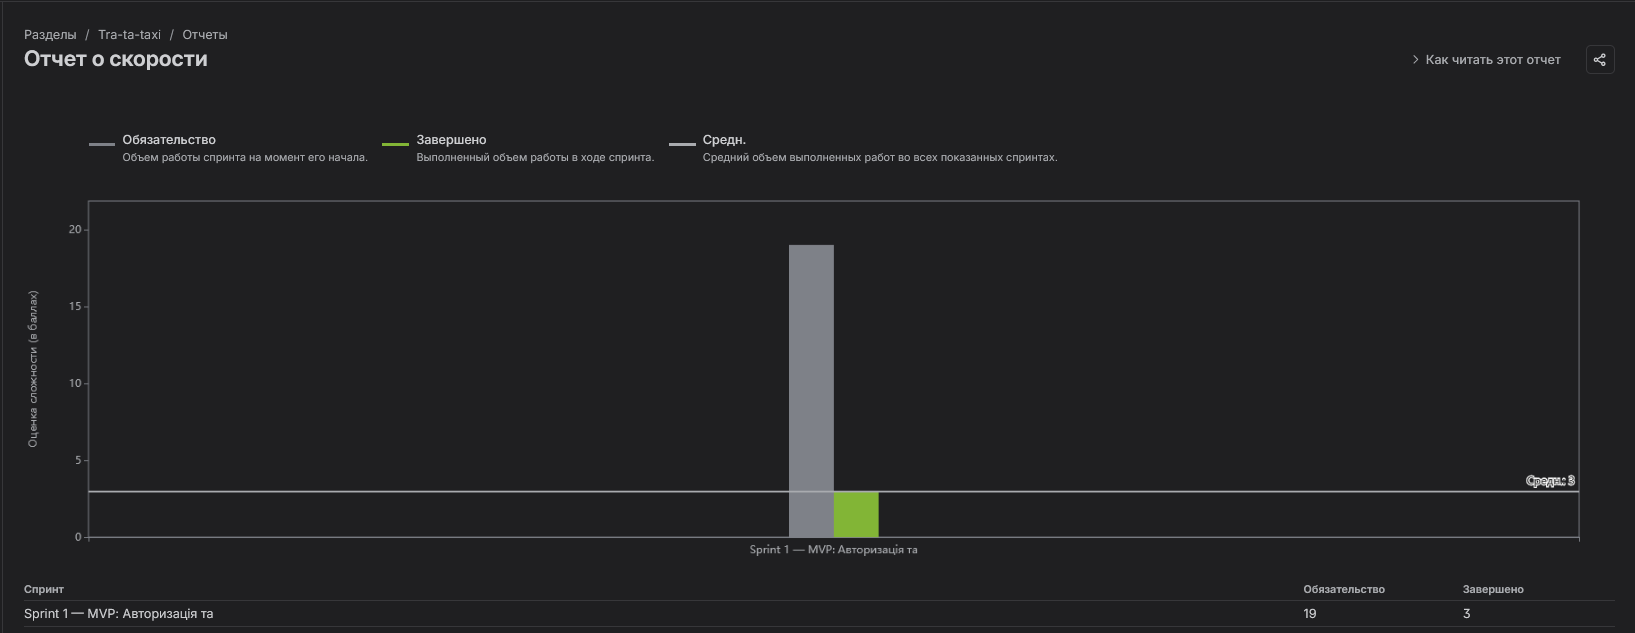 Разделы / Tra-ta-taxi / Отчеты
Отчет о скорости
Как читать этот отчет
Обязательство
Объем работы спринта на момент его начала.
Завершено
Выполненный объем работы в ходе спринта.
Средн.
Средний объем выполненных работ во всех показанных спринтах.
Оценка сложности (в баллах)
20
15
10
5
0
Средн.: 3
Sprint 1 — MVP: Авторизація та
Спринт Обязательство Завершено
Sprint 1 — MVP: Авторизація та 19 3